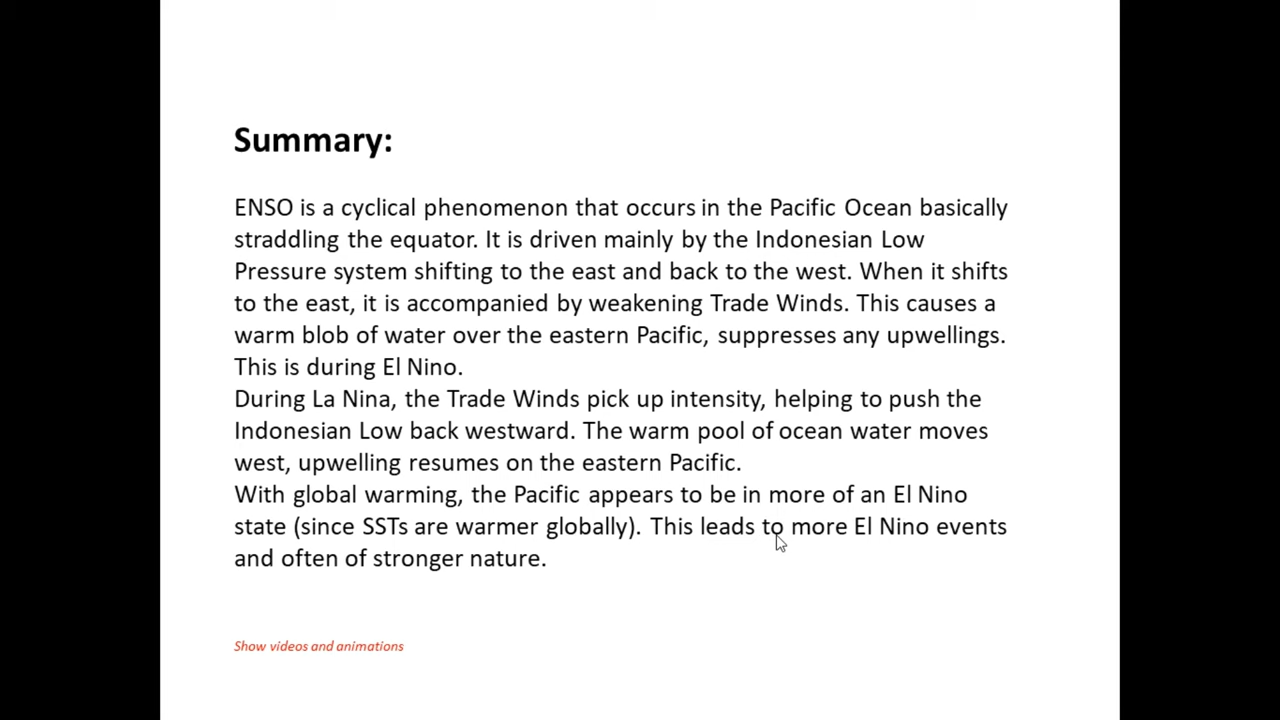 Summary:
ENSO is a cyclical phenomenon that occurs in the Pacific Ocean basically
straddling the equator. It is driven mainly by the Indonesian Low
Pressure system shifting to the east and back to the west. When it shifts
to the east, it is accompanied by weakening Trade Winds. This causes a
warm blob of water over the eastern Pacific, suppresses any upwellings.
This is during El Nino.
During La Nina, the Trade Winds pick up intensity, helping to push the
Indonesian Low back westward. The warm pool of ocean water moves
west, upwelling resumes on the eastern Pacific.
With global warming, the Pacific appears to be in more of an El Nino
state (since SSTs are warmer globally). This leads to more El Nino events
and often of stronger nature.
Show videos and animations